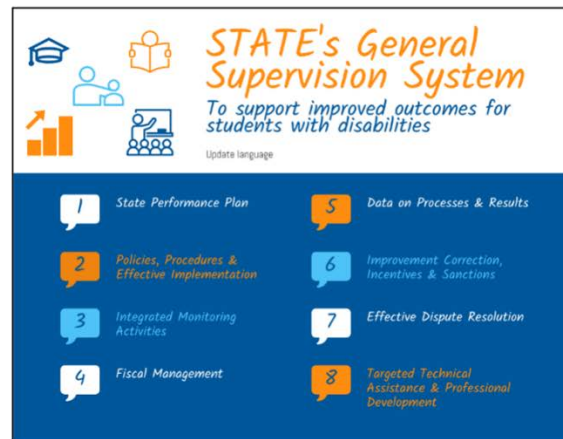 STATE's General
Supervision System
To support improved outcomes for
students with disabilities
Update language
1 State Performance Plan
2 Policies, Procedures &
Effective Implementation
3 Integrated Monitoring
Activities
4 Fiscal Management
5 Data on Processes & Results
6 Improvement Correction,
Incentives & Sanctions
7 Effective Dispute Resolution
8 Targeted Technical
Assistance & Professional
Development